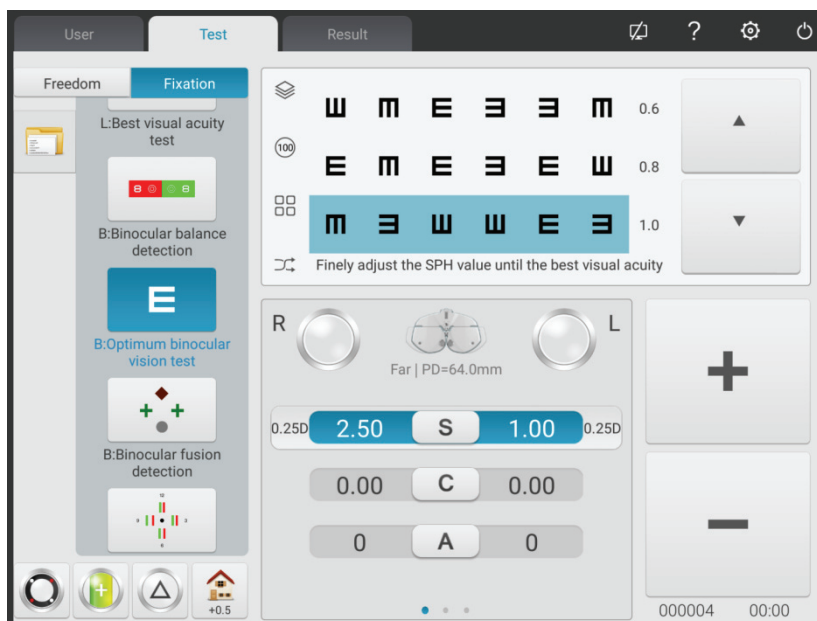 User
Test
Result
?
Freedom
Fixation
L:Best visual acuity
test
B:Binocular balance
detection
E
B:Optimum binocular
vision test
B:Binocular fusion
detection
+0.5
100
0.6
0.8
1.0
Finely adjust the SPH value until the best visual acuity
R
L
Far | PD=64.0mm
0.25D 2.50 S 1.00 0.25D
0.00 C 0.00
0 A 0
+
−
000004 00:00